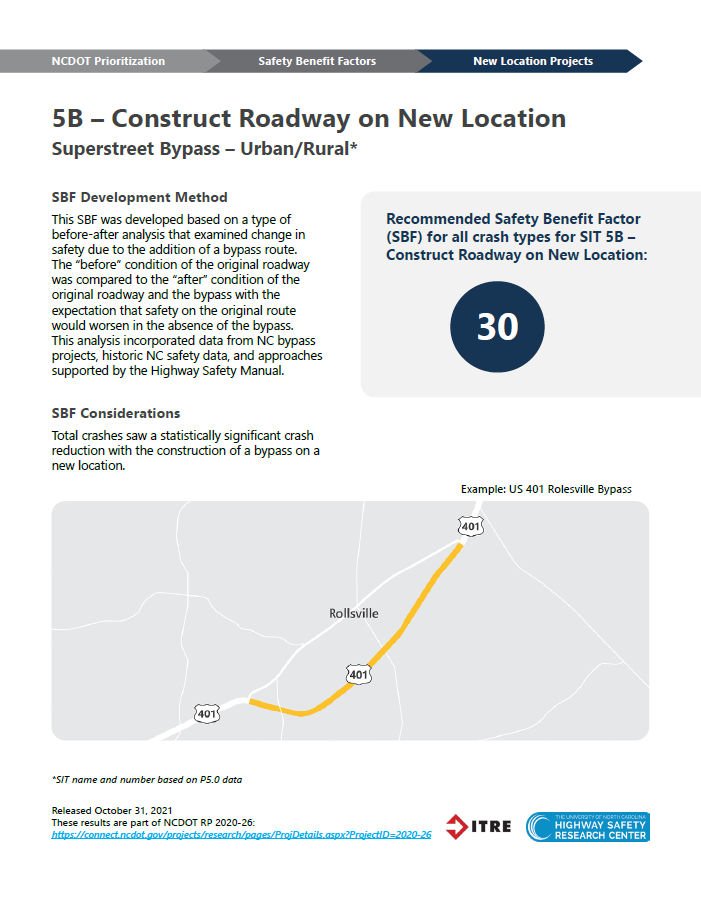 NCDOT Prioritization
Safety Benefit Factors
New Location Projects
5B – Construct Roadway on New Location
Superstreet Bypass – Urban/Rural*
SBF Development Method
This SBF was developed based on a type of
before-after analysis that examined change in
safety due to the addition of a bypass route.
The “before” condition of the original roadway
was compared to the “after” condition of the
original roadway and the bypass with the
expectation that safety on the original route
would worsen in the absence of the bypass.
This analysis incorporated data from NC bypass
projects, historic NC safety data, and approaches
supported by the Highway Safety Manual.
Recommended Safety Benefit Factor
(SBF) for all crash types for SIT 5B –
Construct Roadway on New Location:
30
SBF Considerations
Total crashes saw a statistically significant crash
reduction with the construction of a bypass on a
new location.
Example: US 401 Rolesville Bypass
401
Rollsville
401
401
*SIT name and number based on P5.0 data
Released October 31, 2021
These results are part of NCDOT RP 2020-26:
https://connect.ncdot.gov/projects/research/pages/ProjDetails.aspx?ProjectID=2020-26
ITRE
THE UNIVERSITY OF NORTH CAROLINA
HIGHWAY SAFETY
RESEARCH CENTER